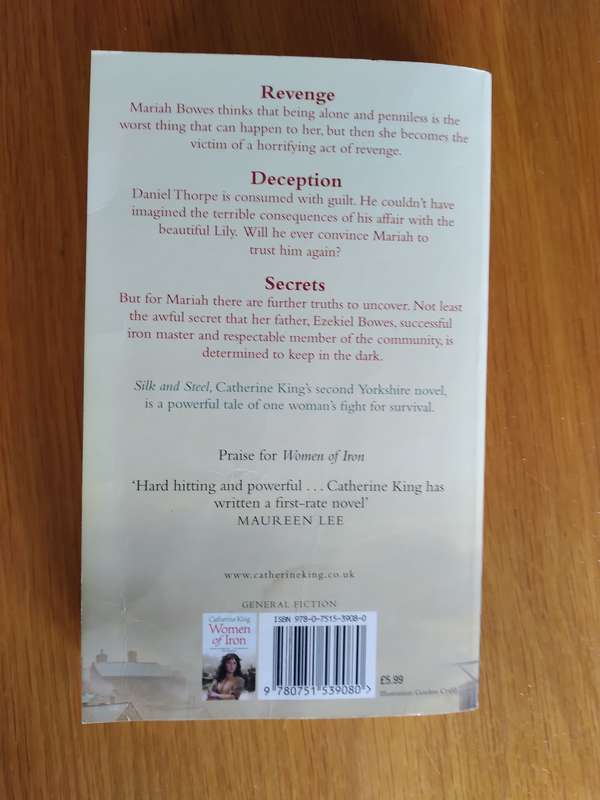 Revenge
Mariah Bowes thinks that being alone and penniless is the
worst thing that can happen to her, but then she becomes the
victim of a horrifying act of revenge.
Deception
Daniel Thorpe is consumed with guilt. He couldn't have
imagined the terrible consequences of his affair with the
beautiful Lily. Will he ever convince Mariah to
trust him again?
Secrets
But for Mariah there are further truths to uncover. Not least
the awful secret that her father, Ezekiel Bowes, successful
iron master and respectable member of the community, is
determined to keep in the dark.
Silk and Steel, Catherine King's second Yorkshire novel,
is a powerful tale of one woman's fight for survival.
Praise for Women of Iron
‘Hard hitting and powerful . . . Catherine King has
written a first-rate novel’
MAUREEN LEE
www.catherineking.co.uk
GENERAL FICTION
Catherine King
Women
of Iron
ISBN 978-0-7515-3908-0
9 780751 539080 >
£5.99
Illustration: Gordon